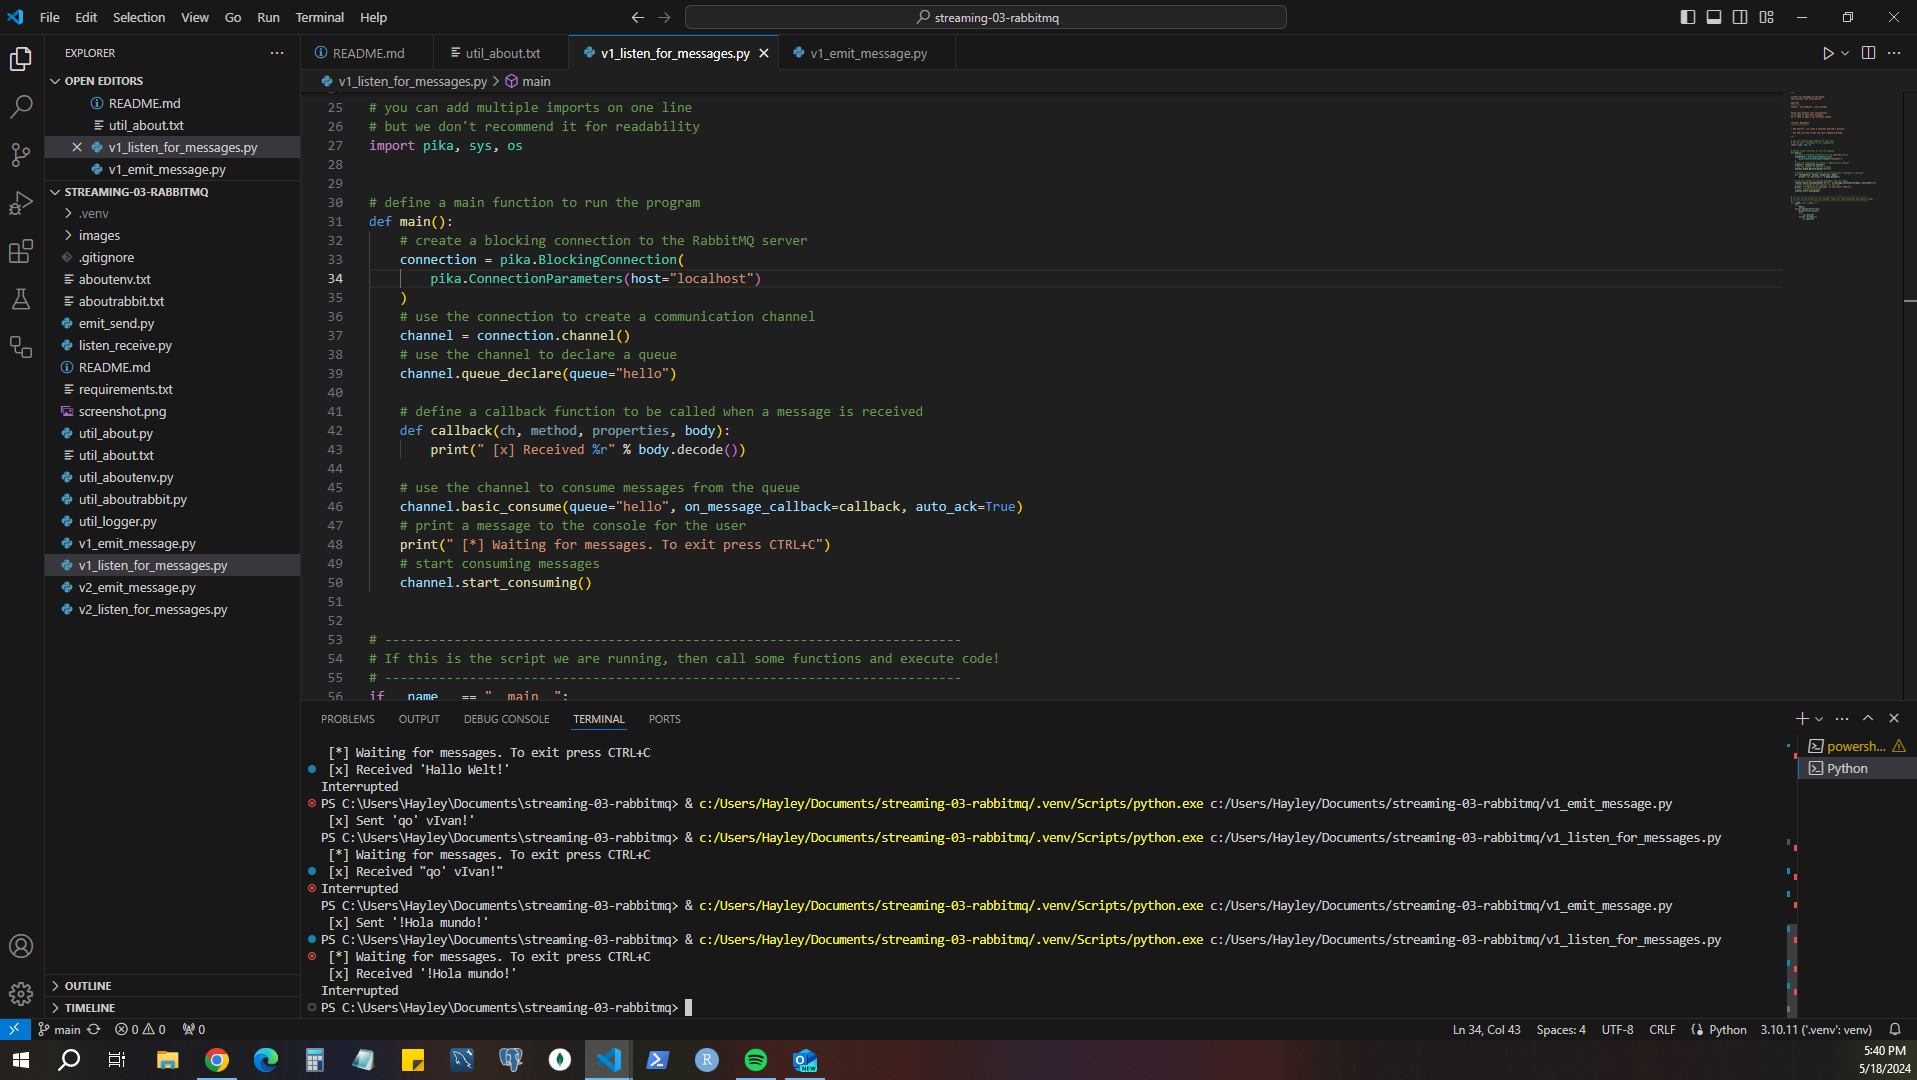 File Edit Selection View Go Run Terminal Help
streaming-03-rabbitmq
EXPLORER
OPEN EDITORS
README.md
util_about.txt
v1_listen_for_messages.py
v1_emit_message.py
STREAMING-03-RABBITMQ
.venv
images
.gitignore
aboutenv.txt
aboutrabbit.txt
emit_send.py
listen_receive.py
README.md
requirements.txt
screenshot.png
util_about.py
util_about.txt
util_aboutenv.py
util_aboutrabbit.py
util_logger.py
v1_emit_message.py
v1_listen_for_messages.py
v2_emit_message.py
v2_listen_for_messages.py
OUTLINE
TIMELINE
README.md util_about.txt v1_listen_for_messages.py v1_emit_message.py
v1_listen_for_messages.py > main
25 # you can add multiple imports on one line
26 # but we don't recommend it for readability
27 import pika, sys, os
28
29
30 # define a main function to run the program
31 def main():
32 # create a blocking connection to the RabbitMQ server
33 connection = pika.BlockingConnection(
34 pika.ConnectionParameters(host="localhost")
35 )
36 # use the connection to create a communication channel
37 channel = connection.channel()
38 # use the channel to declare a queue
39 channel.queue_declare(queue="hello")
40
41 # define a callback function to be called when a message is received
42 def callback(ch, method, properties, body):
43 print(" [x] Received %r" % body.decode())
44
45 # use the channel to consume messages from the queue
46 channel.basic_consume(queue="hello", on_message_callback=callback, auto_ack=True)
47 # print a message to the console for the user
48 print(" [*] Waiting for messages. To exit press CTRL+C")
49 # start consuming messages
50 channel.start_consuming()
51
52
53 # ---------------------------------------------------------------------------
54 # If this is the script we are running, then call some functions and execute code!
55 # ---------------------------------------------------------------------------
56 if __name__ == "__main__":
PROBLEMS OUTPUT DEBUG CONSOLE TERMINAL PORTS
[*] Waiting for messages. To exit press CTRL+C
[x] Received 'Hallo Welt!'
Interrupted
PS C:\Users\Hayley\Documents\streaming-03-rabbitmq> & c:/Users/Hayley/Documents/streaming-03-rabbitmq/.venv/Scripts/python.exe c:/Users/Hayley/Documents/streaming-03-rabbitmq/v1_emit_message.py
[x] Sent 'qo' vIvan!'
PS C:\Users\Hayley\Documents\streaming-03-rabbitmq> & c:/Users/Hayley/Documents/streaming-03-rabbitmq/.venv/Scripts/python.exe c:/Users/Hayley/Documents/streaming-03-rabbitmq/v1_listen_for_messages.py
[*] Waiting for messages. To exit press CTRL+C
[x] Received "qo' vIvan!"
Interrupted
PS C:\Users\Hayley\Documents\streaming-03-rabbitmq> & c:/Users/Hayley/Documents/streaming-03-rabbitmq/.venv/Scripts/python.exe c:/Users/Hayley/Documents/streaming-03-rabbitmq/v1_emit_message.py
[x] Sent '!Hola mundo!'
PS C:\Users\Hayley\Documents\streaming-03-rabbitmq> & c:/Users/Hayley/Documents/streaming-03-rabbitmq/.venv/Scripts/python.exe c:/Users/Hayley/Documents/streaming-03-rabbitmq/v1_listen_for_messages.py
[*] Waiting for messages. To exit press CTRL+C
[x] Received '!Hola mundo!'
Interrupted
PS C:\Users\Hayley\Documents\streaming-03-rabbitmq>
powersh...
Python
main 0 0 0 Ln 34, Col 43 Spaces: 4 UTF-8 CRLF Python 3.10.11 ('.venv': venv)
R NEW
5:40 PM
5/18/2024